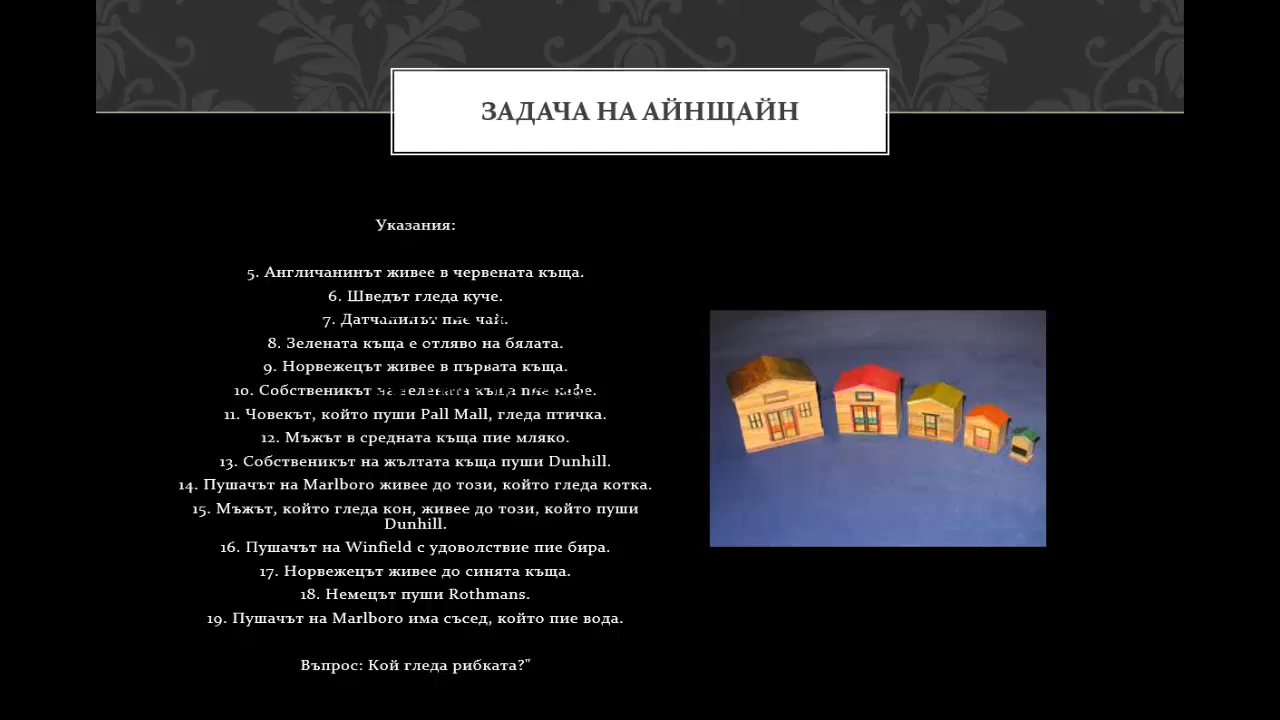 ЗАДАЧА НА АЙНЩАЙН
Указания:
5. Англичанинът живее в червената къща.
6. Шведът гледа куче.
7. Датчанинът пие чай.
8. Зелената къща е отляво на бялата.
9. Норвежецът живее в първата къща.
10. Собственикът на зелената къща пие кафе.
11. Човекът, който пуши Pall Mall, гледа птичка.
12. Мъжът в средната къща пие мляко.
13. Собственикът на жълтата къща пуши Dunhill.
14. Пушачът на Marlboro живее до този, който гледа котка.
15. Мъжът, който гледа кон, живее до този, който пуши
Dunhill.
16. Пушачът на Winfield с удоволствие пие бира.
17. Норвежецът живее до синята къща.
18. Немецът пуши Rothmans.
19. Пушачът на Marlboro има съсед, който пие вода.
Въпрос: Кой гледа рибката?"